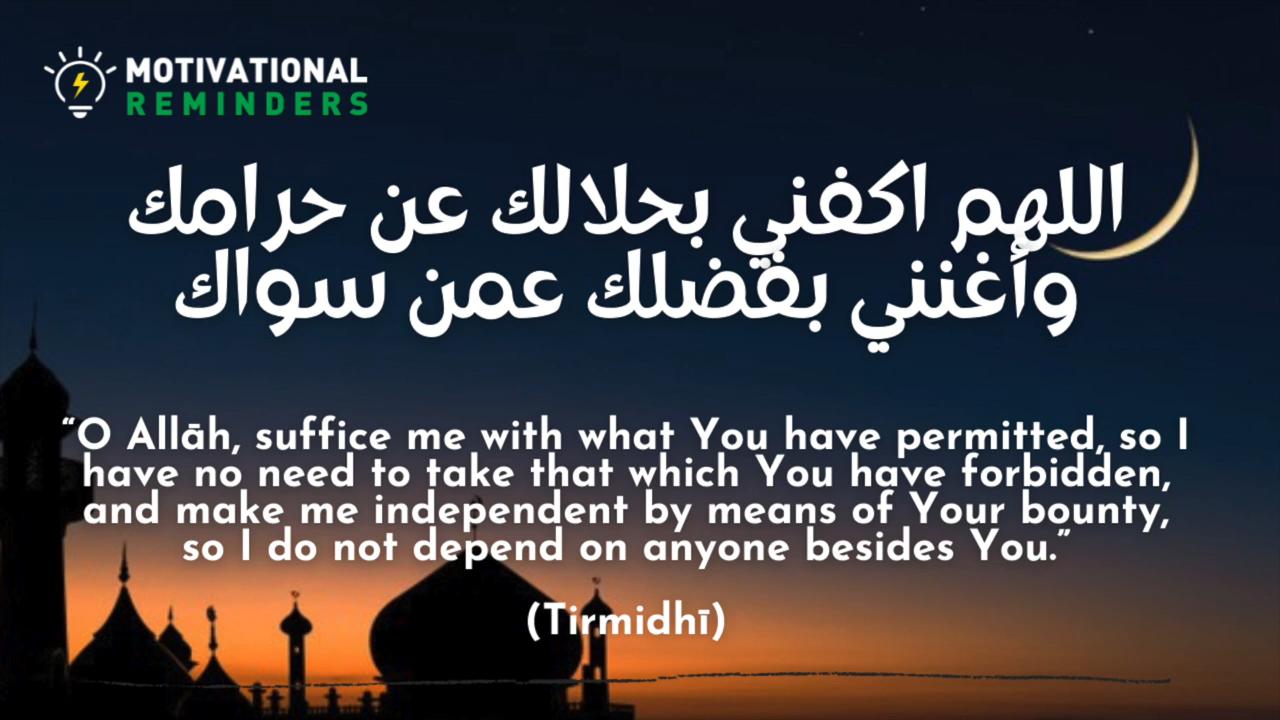 MOTIVATIONAL
REMINDERS
اللهم اكفني بحلالك عن حرامك
وأغنني بفضلك عمن سواك
“O Allāh, suffice me with what You have permitted, so I
have no need to take that which You have forbidden,
and make me independent by means of Your bounty,
so I do not depend on anyone besides You.”
(Tirmidhī)